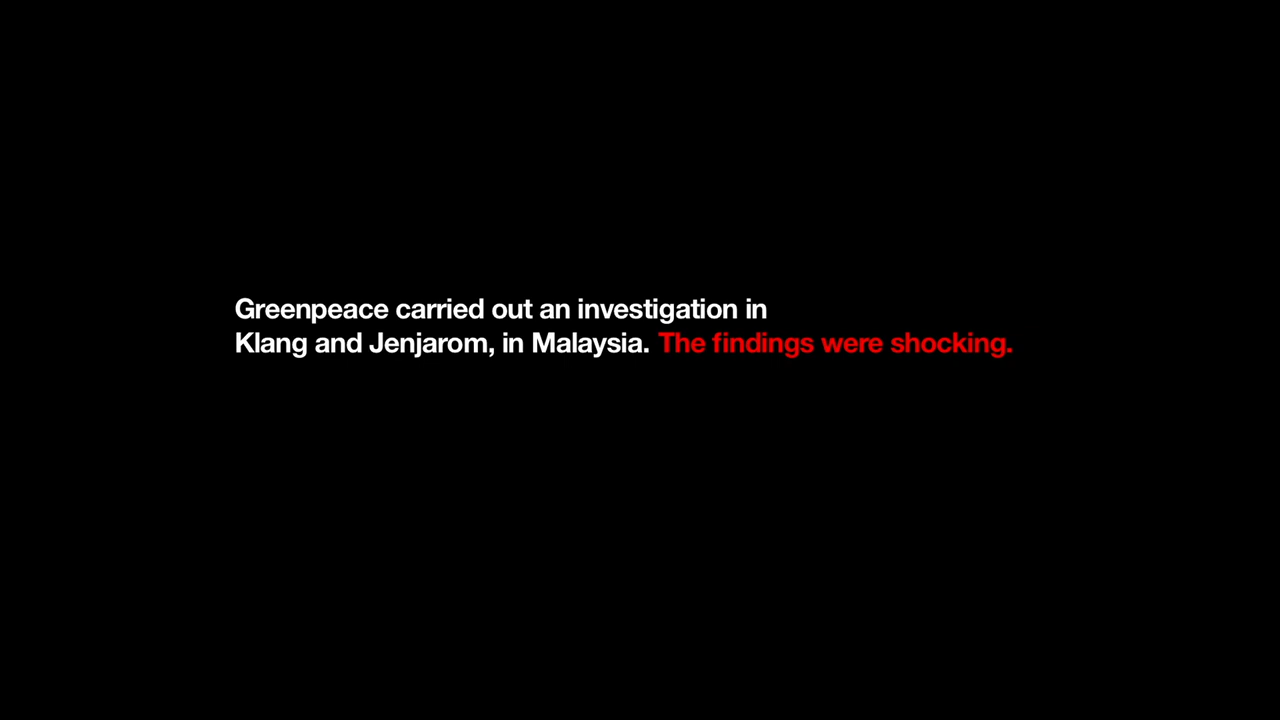 Greenpeace carried out an investigation in
Klang and Jenjarom, in Malaysia. The findings were shocking.